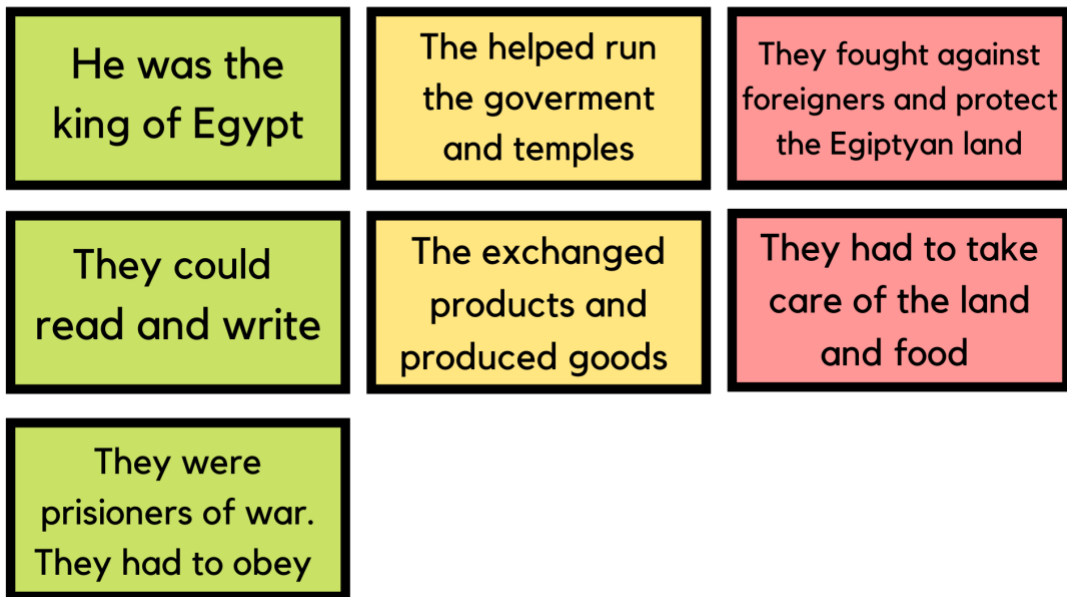 He was the
king of Egypt
The helped run
the goverment
and temples
They fought against
foreigners and protect
the Egiptyan land
They could
read and write
The exchanged
products and
produced goods
They had to take
care of the land
and food
They were
prisioners of war.
They had to obey